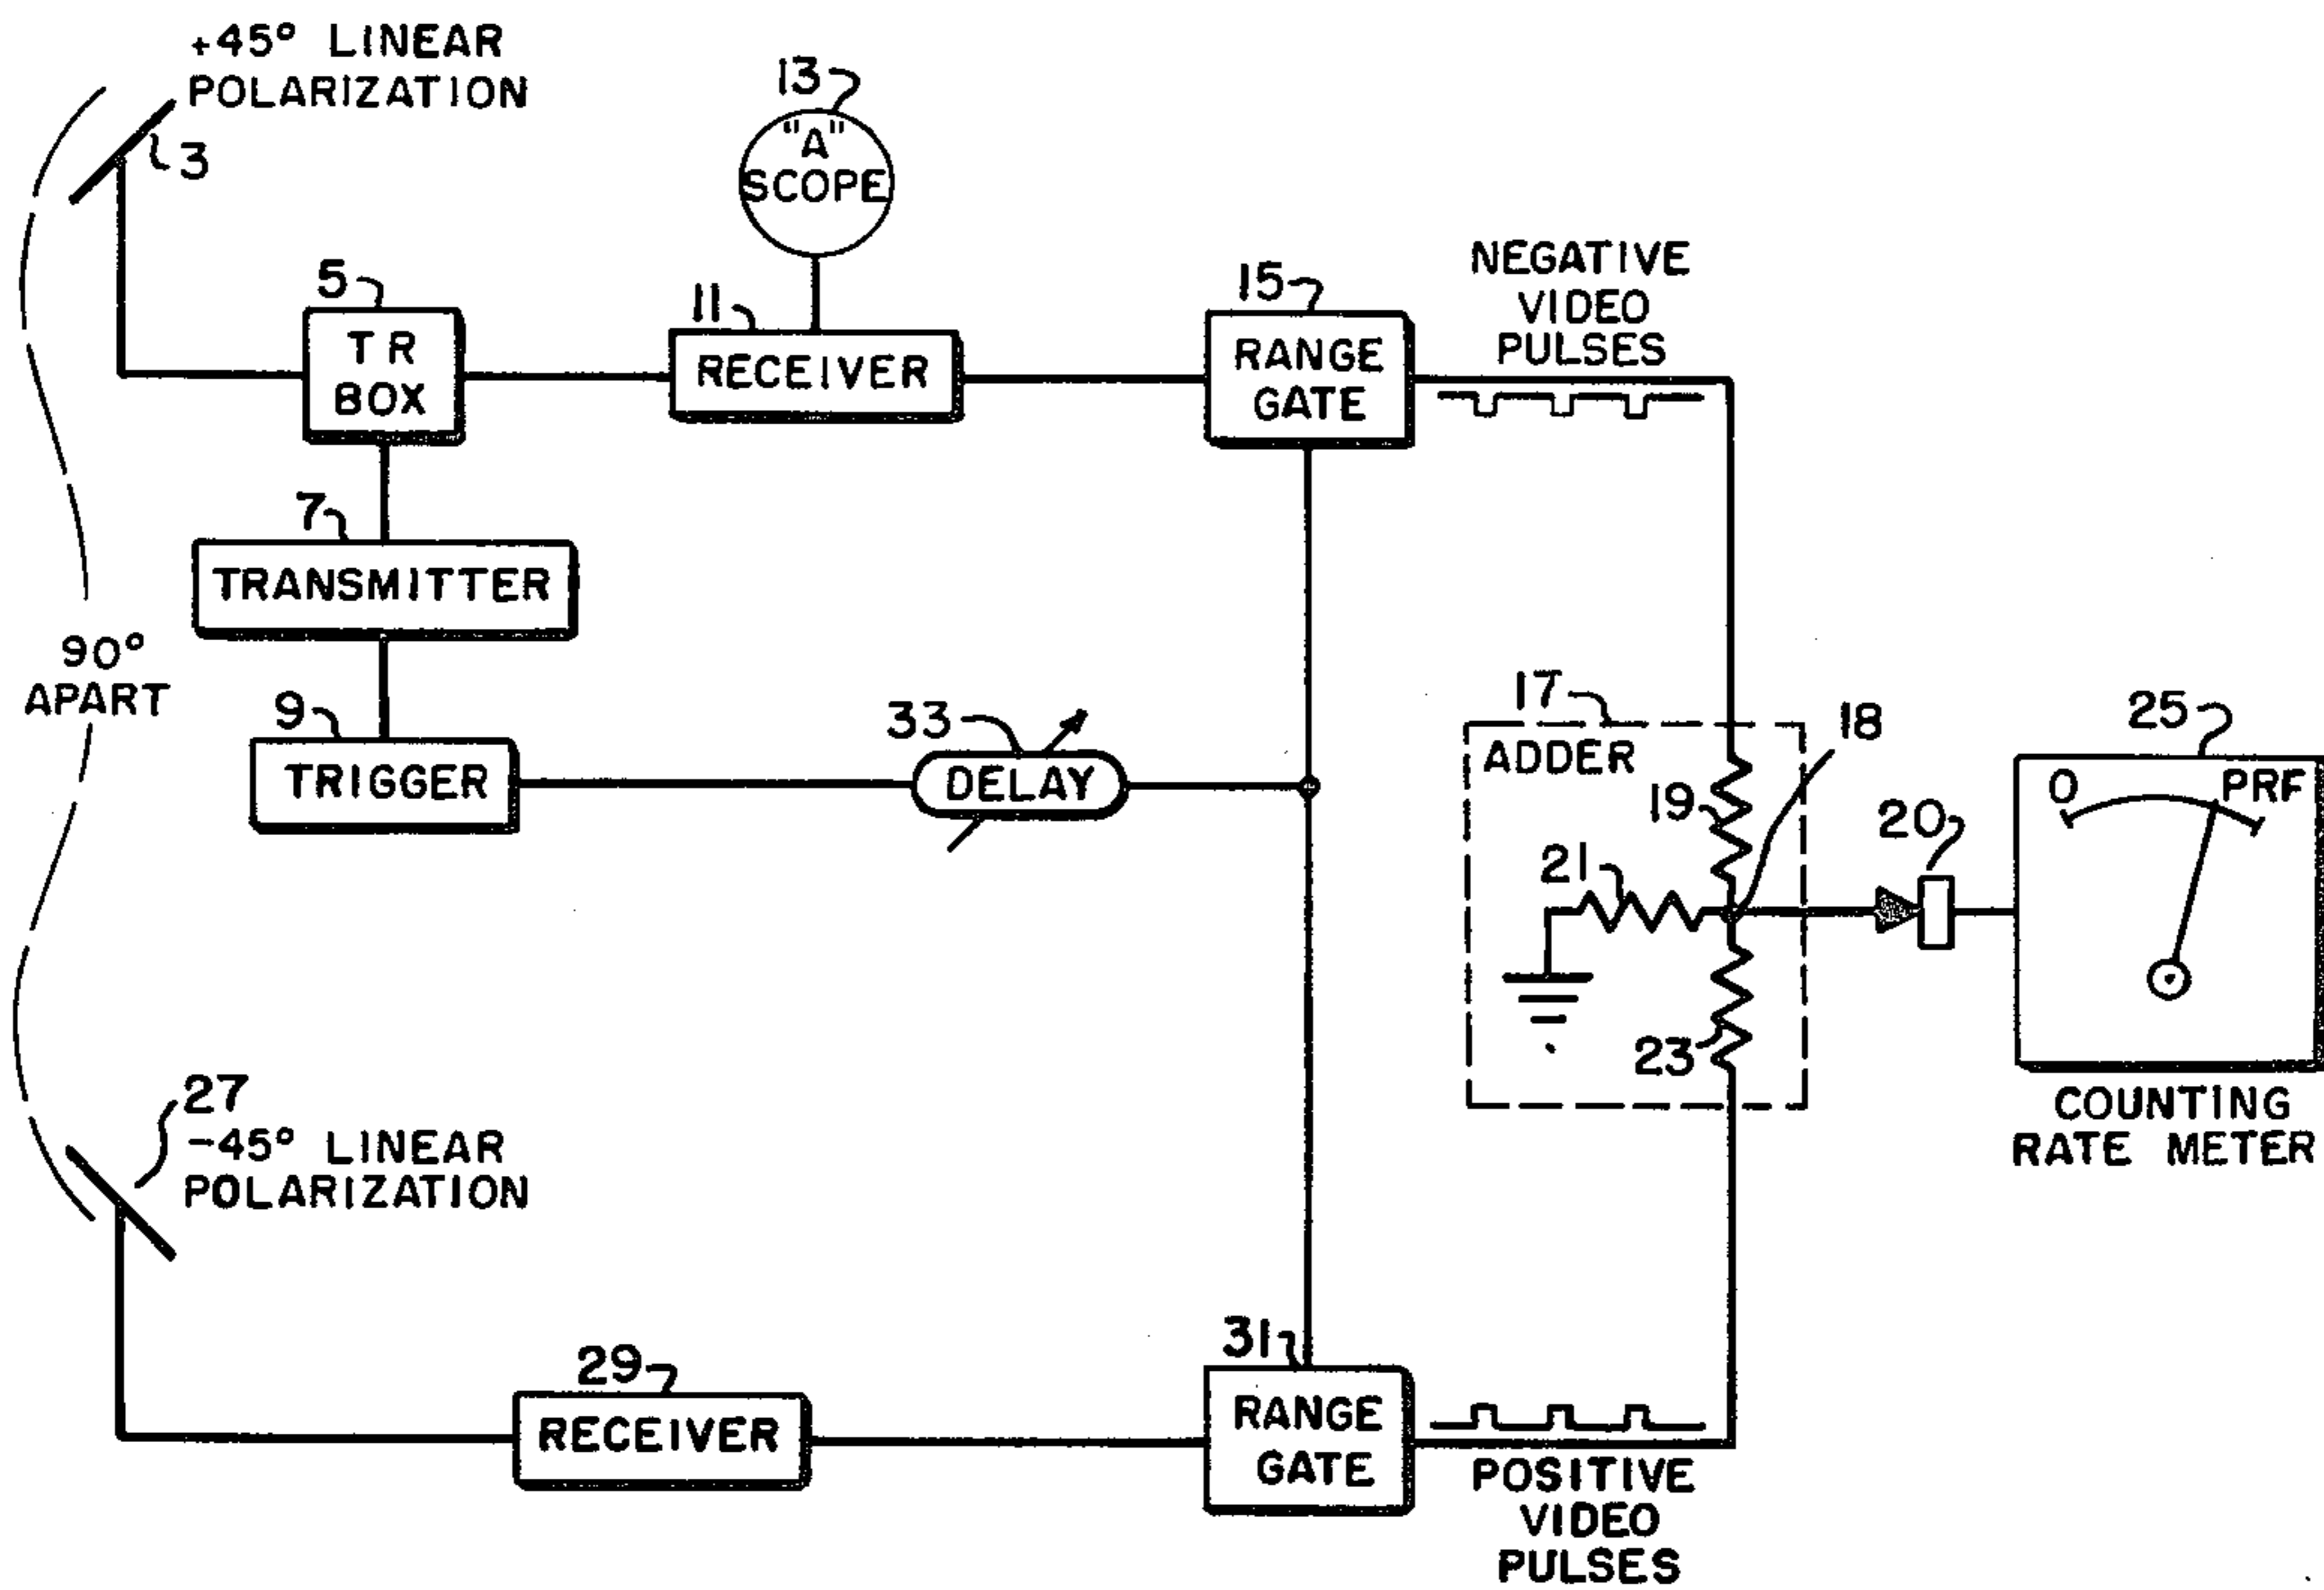 +45° LINEAR
POLARIZATION
3
13
"A"
SCOPE
5
T R
BOX
11
RECEIVER
15
RANGE
GATE
NEGATIVE
VIDEO
PULSES
7
TRANSMITTER
90°
APART
9
TRIGGER
33
DELAY
17
ADDER
18
19
21
23
20
25
0
PRF
COUNTING
RATE METER
27
-45° LINEAR
POLARIZATION
29
RECEIVER
31
RANGE
GATE
POSITIVE
VIDEO
PULSES